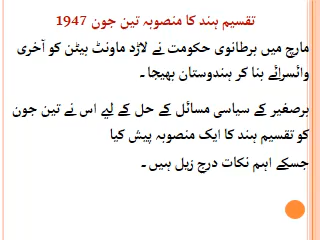 تقسیم ہند کا منصوبہ تین جون 1947
مارچ میں برطانوی حکومت نے لارڈ ماونٹ بیٹن کو آخری
وائسرائے بنا کر ہندوستان بھیجا۔
برصغیر کے سیاسی مسائل کے حل کے لیے اس نے تین جون
کو تقسیم ہند کا ایک منصوبہ پیش کیا
جسکے اہم نکات درج زیل ہیں۔